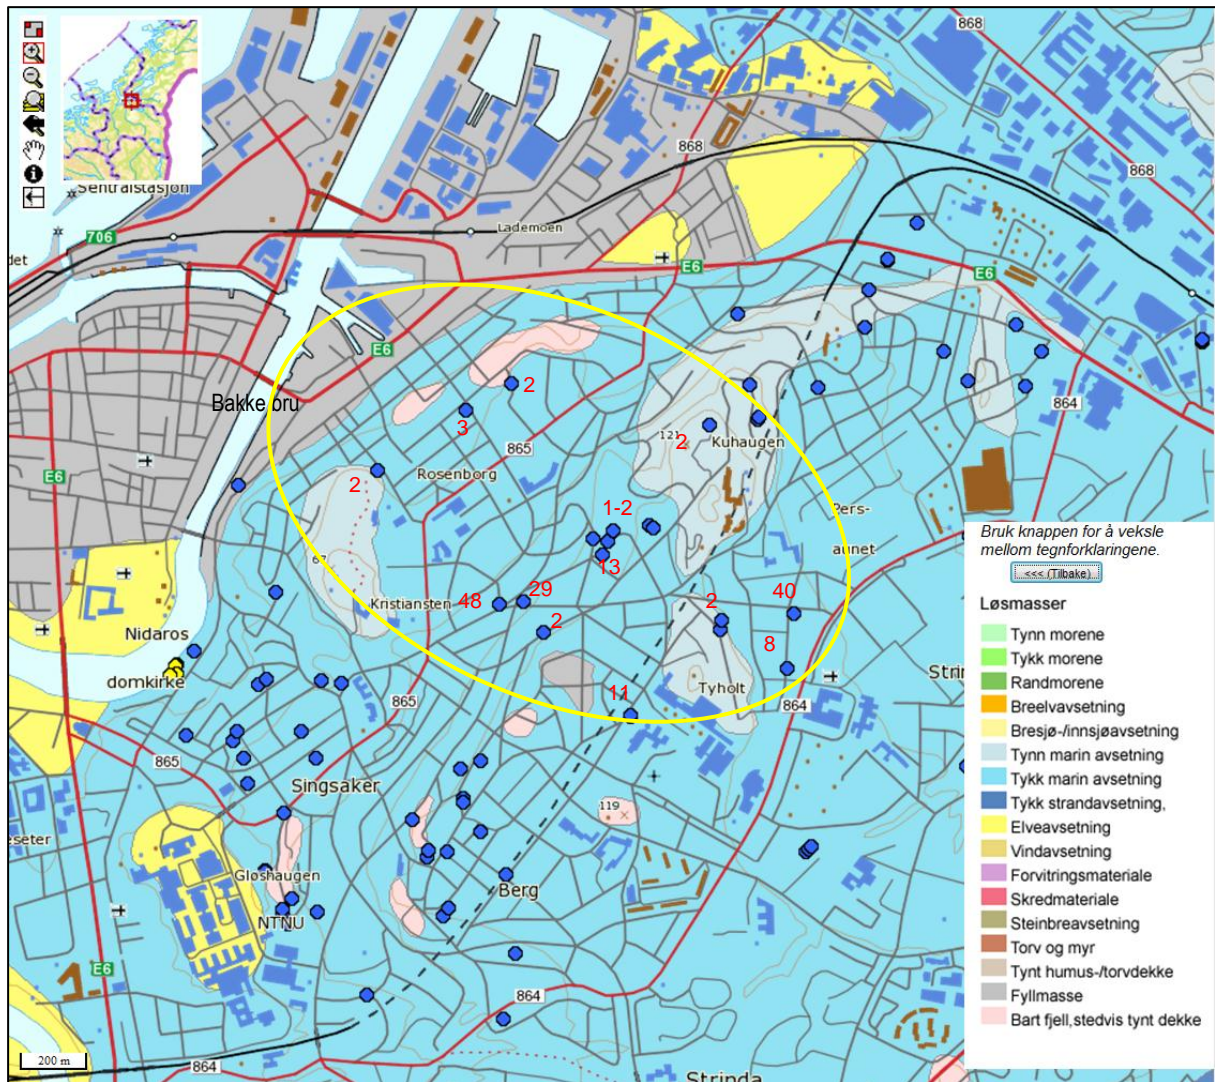 868
868
868
Sentralstasjon
706
det
Lademoen
E6
E6
E6
Bakke bru
2
3
865
121
2
Kuhaugen
864
E6
Rosenborg
2
1-2
Pers-
aunet
67
13
Bruk knappen for å veksle
mellom tegnforklaringene.
<<< (Tilbake)
Løsmasser
Tynn morene
Tykk morene
Randmorene
Breelvavsetning
Bresjø-/innsjøavsetning
Tynn marin avsetning
Tykk marin avsetning
Tykk strandavsetning,
Elveavsetning
Vindavsetning
Forvitringsmateriale
Skredmateriale
Steinbreavsetning
Torv og myr
Tynt humus-/torvdekke
Fyllmasse
Bart fjell,stedvis tynt dekke
Kristiansten
48
29
2
2
40
8
Nidaros
domkirke
Strin
Tyholt
11
865
864
865
Singsaker
119
eseter
Gløshaugen
Berg
NTNU
E6
864
200 m
864
Strinda